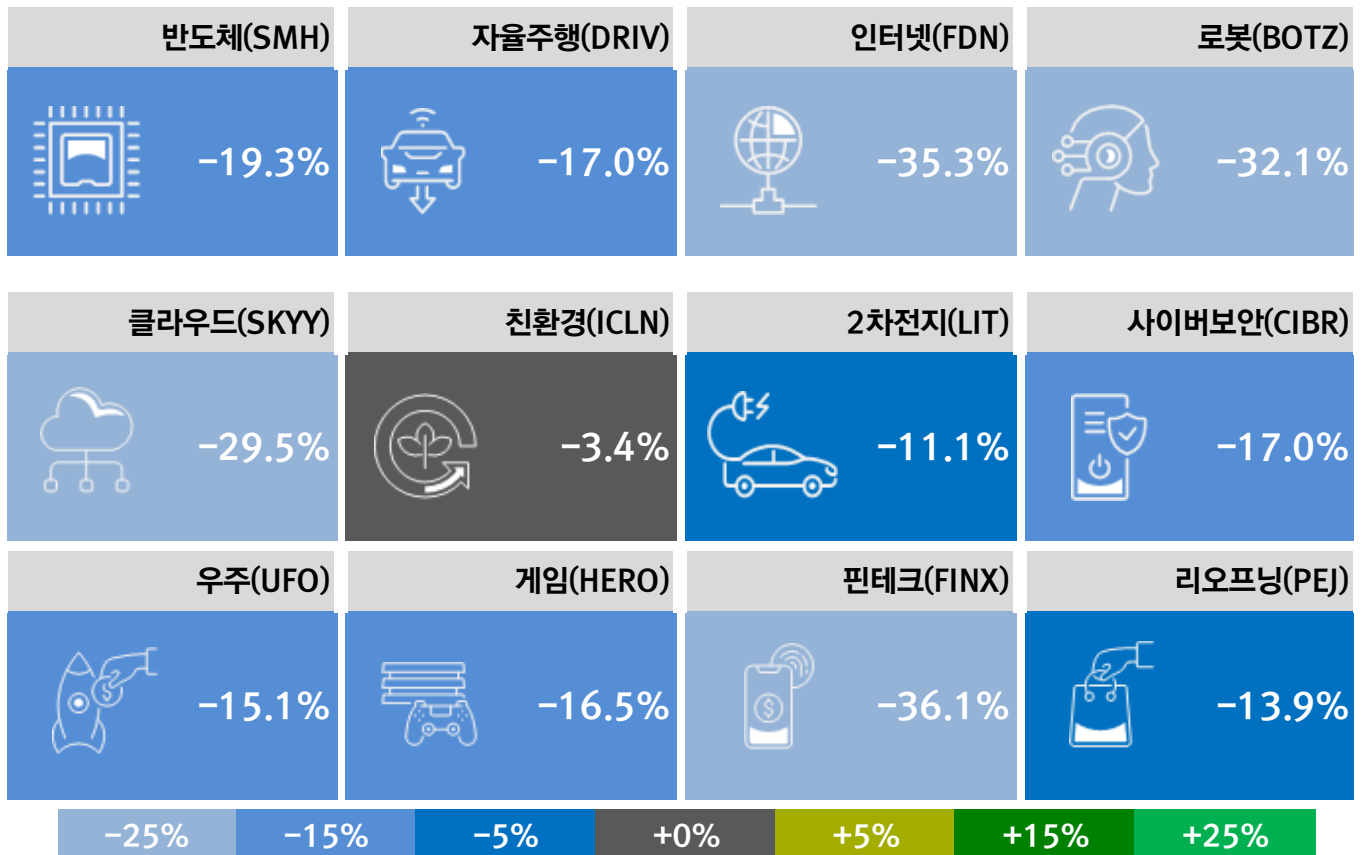 반도체(SMH) 자율주행(DRIV) 인터넷(FDN) 로봇(BOTZ)
-19.3% -17.0% -35.3% -32.1%
클라우드(SKYY) 친환경(ICLN) 2차전지(LIT) 사이버보안(CIBR)
-29.5% -3.4% -11.1% -17.0%
우주(UFO) 게임(HERO) 핀테크(FINX) 리오프닝(PEJ)
-15.1% -16.5% -36.1% -13.9%
-25% -15% -5% +0% +5% +15% +25%